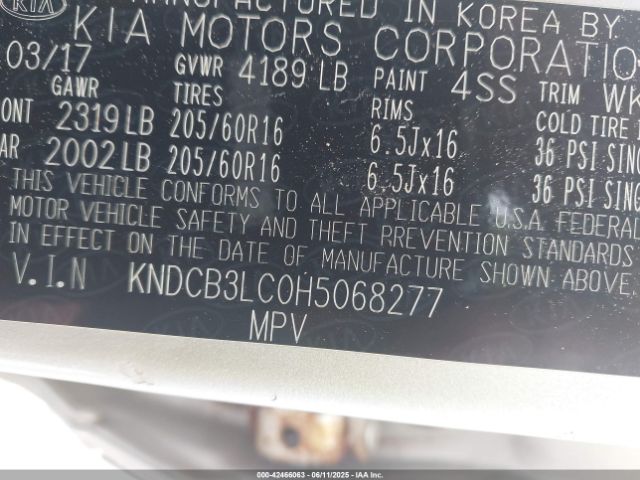 KIA MANUFACTURED IN KOREA BY
KIA MOTORS CORPORATION
03/17 GVWR 4189 LB PAINT 4SS TRIM WK
GAWR TIRES RIMS COLD TIRE
ONT 2319 LB 205/60R16 6.5Jx16 36 PSI SING
AR 2002 LB 205/60R16 6.5Jx16 36 PSI SING
THIS VEHICLE CONFORMS TO ALL APPLICABLE U.S.A. FEDERAL
MOTOR VEHICLE SAFETY AND THEFT PREVENTION STANDARDS
IN EFFECT ON THE DATE OF MANUFACTURE SHOWN ABOVE.
V.I.N KNDCB3LC0H5068277
MPV
000-42466063 - 06/11/2025 - IAAI.com